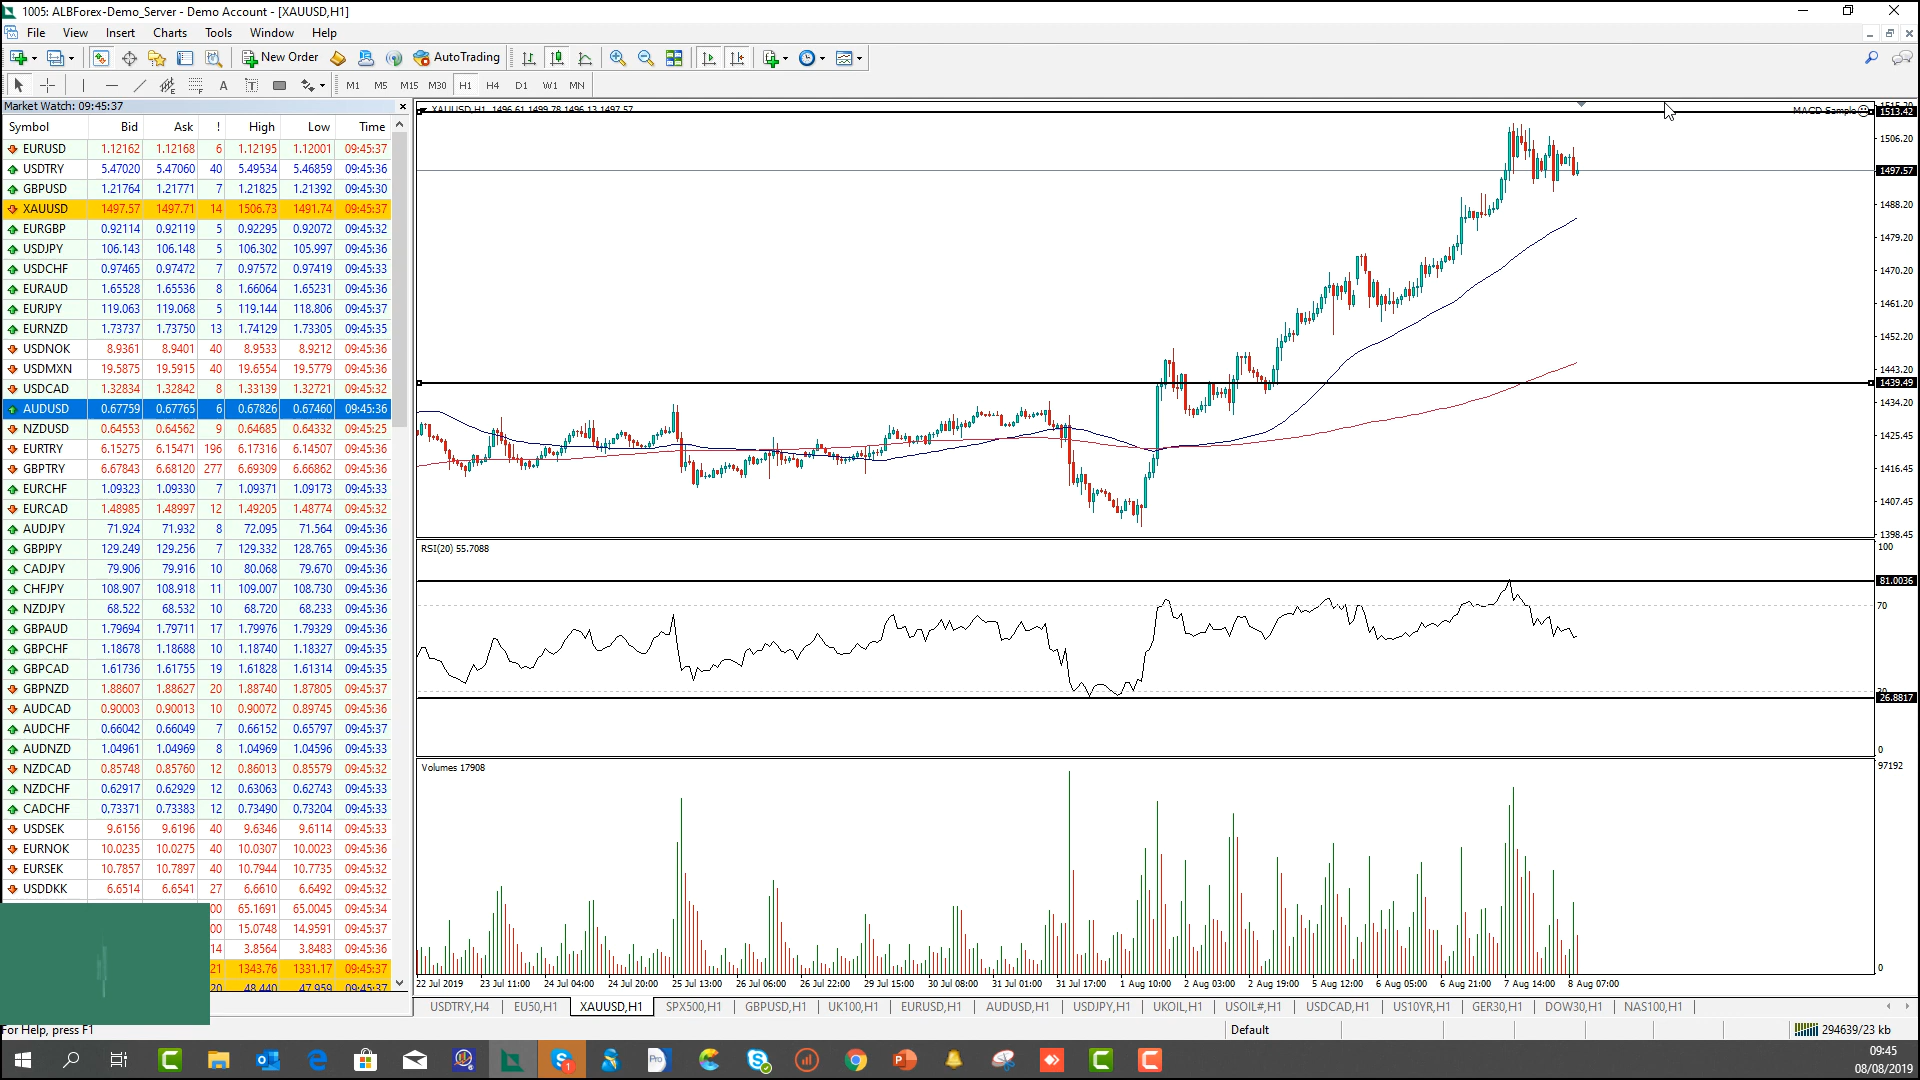 1005: ALBForex-Demo_Server - Demo Account - [XAUUSD,H1]
File View Insert Charts Tools Window Help
New Order AutoTrading
M1 M5 M15 M30 H1 H4 D1 W1 MN
Market Watch: 09:45:37
Symbol Bid Ask ! High Low Time
EURUSD 1.12162 1.12168 6 1.12195 1.12001 09:45:37
USDTRY 5.47020 5.47060 40 5.49534 5.46859 09:45:36
GBPUSD 1.21764 1.21771 7 1.21825 1.21392 09:45:30
XAUUSD 1497.57 1497.71 14 1506.73 1491.74 09:45:37
EURGBP 0.92114 0.92119 5 0.92295 0.92072 09:45:32
USDJPY 106.143 106.148 5 106.302 105.997 09:45:36
USDCHF 0.97465 0.97472 7 0.97572 0.97419 09:45:33
EURAUD 1.65528 1.65536 8 1.66064 1.65231 09:45:36
EURJPY 119.063 119.068 5 119.144 118.806 09:45:37
EURNZD 1.73737 1.73750 13 1.74129 1.73305 09:45:35
USDNOK 8.9361 8.9401 40 8.9533 8.9212 09:45:36
USDMXN 19.5875 19.5915 40 19.6554 19.5779 09:45:36
USDCAD 1.32834 1.32842 8 1.33139 1.32721 09:45:32
AUDUSD 0.67759 0.67765 6 0.67826 0.67460 09:45:36
NZDUSD 0.64553 0.64562 9 0.64685 0.64332 09:45:25
EURTRY 6.15275 6.15471 196 6.17316 6.14507 09:45:36
GBPTRY 6.67843 6.68120 277 6.69309 6.66862 09:45:36
EURCHF 1.09323 1.09330 7 1.09371 1.09173 09:45:33
EURCAD 1.48985 1.48997 12 1.49205 1.48774 09:45:32
AUDJPY 71.924 71.932 8 72.095 71.564 09:45:36
GBPJPY 129.249 129.256 7 129.332 128.765 09:45:36
CADJPY 79.906 79.916 10 80.068 79.670 09:45:36
CHFJPY 108.907 108.918 11 109.007 108.730 09:45:36
NZDJPY 68.522 68.532 10 68.720 68.233 09:45:36
GBPAUD 1.79694 1.79711 17 1.79976 1.79329 09:45:36
GBPCHF 1.18678 1.18688 10 1.18740 1.18327 09:45:35
GBPCAD 1.61736 1.61755 19 1.61828 1.61314 09:45:35
GBPNZD 1.88607 1.88627 20 1.88740 1.87805 09:45:37
AUDCAD 0.90003 0.90013 10 0.90072 0.89745 09:45:36
AUDCHF 0.66042 0.66049 7 0.66152 0.65797 09:45:37
AUDNZD 1.04961 1.04969 8 1.04969 1.04596 09:45:33
NZDCAD 0.85748 0.85760 12 0.86013 0.85579 09:45:32
NZDCHF 0.62917 0.62929 12 0.63063 0.62743 09:45:33
CADCHF 0.73371 0.73383 12 0.73490 0.73204 09:45:33
USDSEK 9.6156 9.6196 40 9.6346 9.6114 09:45:33
EURNOK 10.0235 10.0275 40 10.0307 10.0023 09:45:36
EURSEK 10.7857 10.7897 40 10.7944 10.7735 09:45:32
USDDKK 6.6514 6.6541 27 6.6610 6.6492 09:45:32
00 65.1691 65.0045 09:45:34
00 15.0748 14.9591 09:45:37
14 3.8564 3.8483 09:45:36
21 1343.76 1331.17 09:45:37
20 48.440 47.959 09:45:37
XAUUSD,H1 1496.61 1499.78 1496.13 1497.57
MACD Sample
1515.20
1513.42
1506.20
1497.57
1488.20
1479.20
1470.20
1461.20
1452.20
1443.20
1439.49
1434.20
1425.45
1416.45
1407.45
1398.45
RSI(20) 55.7088
100
81.0036
70
30
26.8817
0
Volumes 17908
97192
0
22 Jul 2019 23 Jul 11:00 24 Jul 04:00 24 Jul 20:00 25 Jul 13:00 26 Jul 06:00 26 Jul 22:00 29 Jul 15:00 30 Jul 08:00 31 Jul 01:00 31 Jul 17:00 1 Aug 10:00 2 Aug 03:00 2 Aug 19:00 5 Aug 12:00 6 Aug 05:00 6 Aug 21:00 7 Aug 14:00 8 Aug 07:00
USDTRY,H4 EU50,H1 XAUUSD,H1 SPX500,H1 GBPUSD,H1 UK100,H1 EURUSD,H1 AUDUSD,H1 USDJPY,H1 UKOIL,H1 USOIL#,H1 USDCAD,H1 US10YR,H1 GER30,H1 DOW30,H1 NAS100,H1
For Help, press F1
Default
294639/23 kb
09:45
08/08/2019